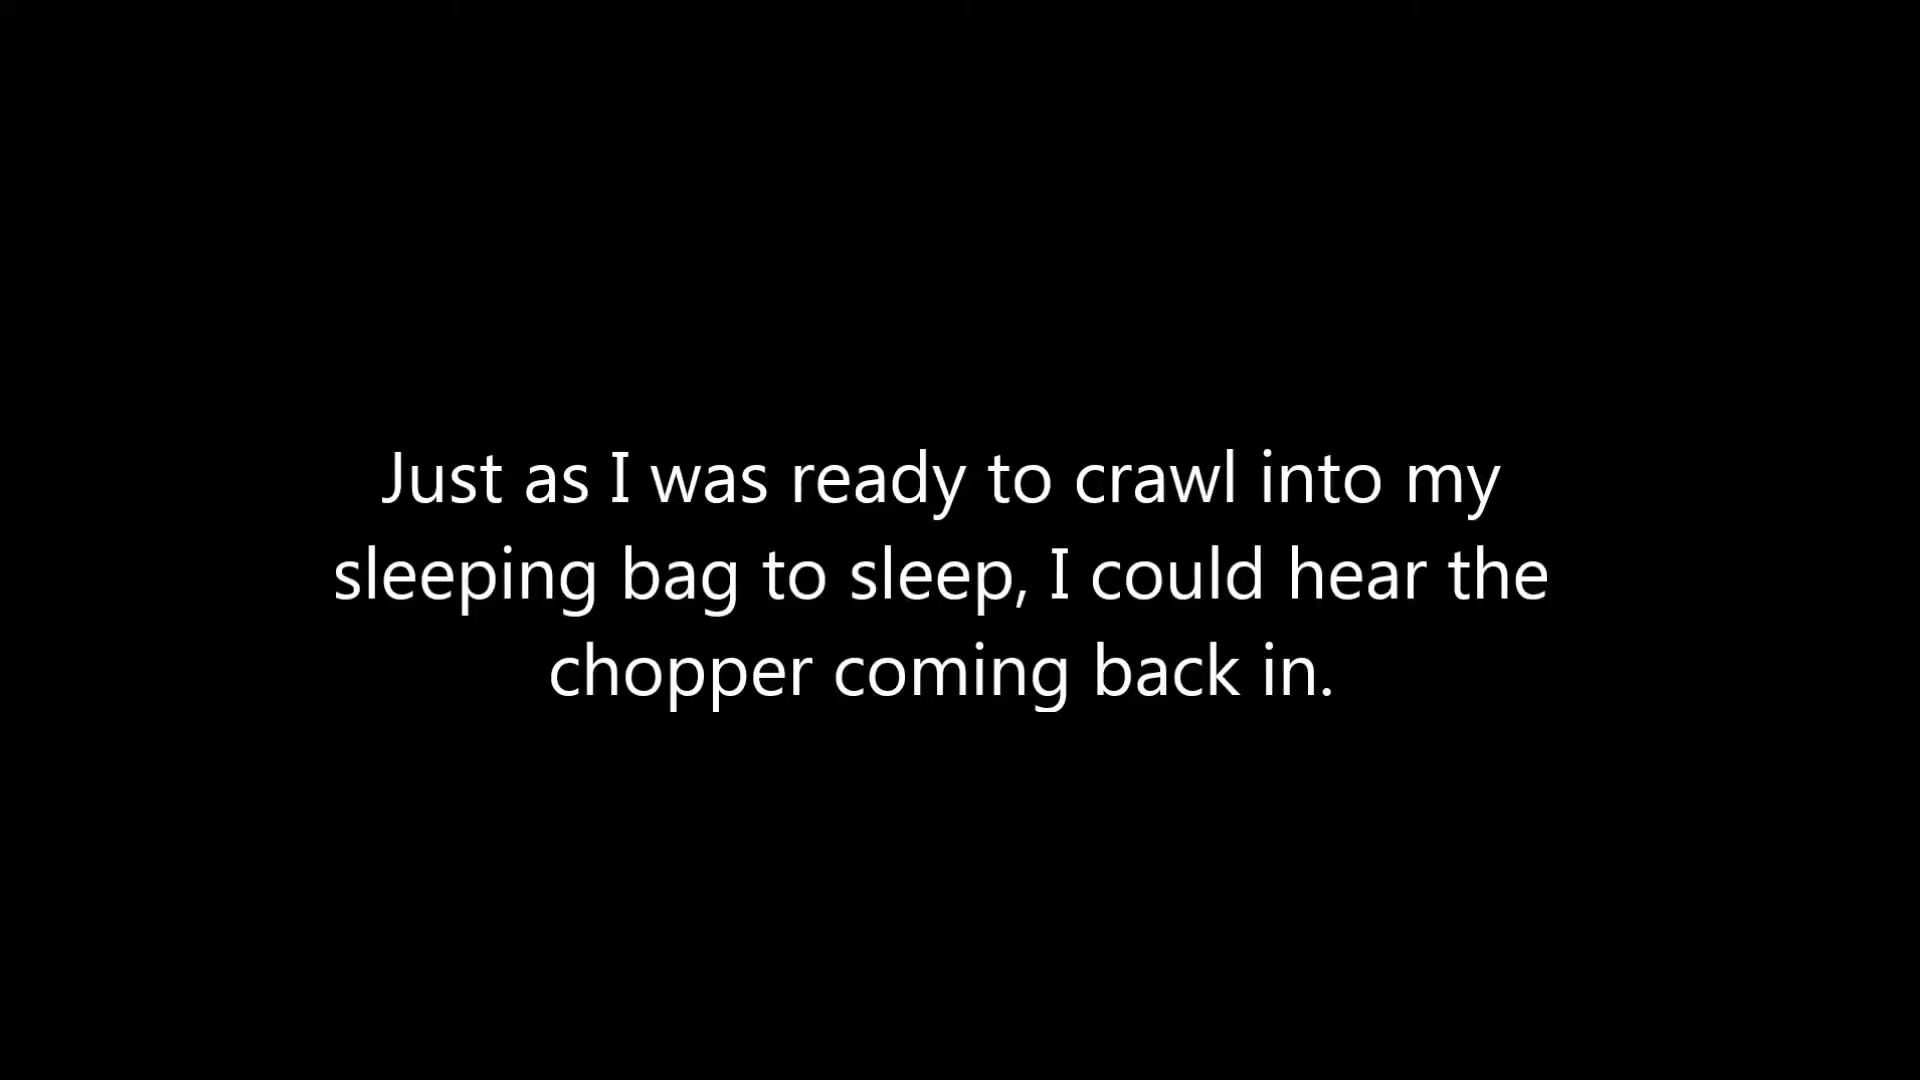 Just as I was ready to crawl into my
sleeping bag to sleep, I could hear the
chopper coming back in.